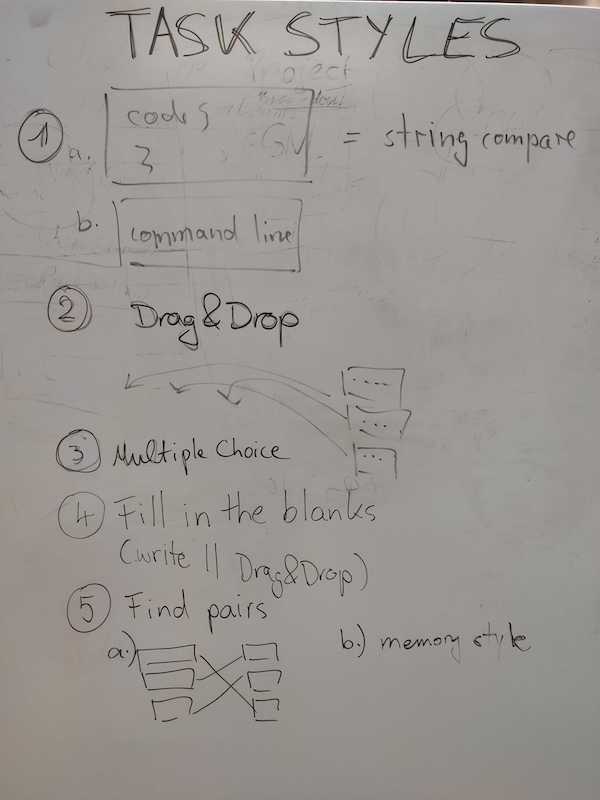 TASK STYLES
Project
1 a. code { } = string compare
b. command line
2 Drag&Drop
3 Multiple Choice
4 Fill in the blanks
(write || Drag&Drop)
5 Find pairs
a.) b.) memory style